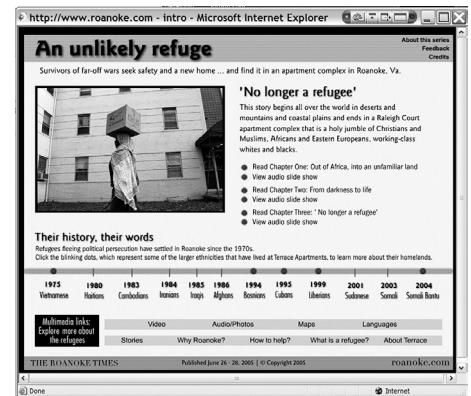 http://www.roanoke.com - intro - Microsoft Internet Explorer
An unlikely refuge
About this series
Feedback
Credits
Survivors of far-off wars seek safety and a new home ... and find it in an apartment complex in Roanoke, Va.
'No longer a refugee'
This story begins all over the world in deserts and
mountains and coastal plains and ends in a Raleigh Court
apartment complex that is a holy jumble of Christians and
Muslims, Africans and Eastern Europeans, working-class
whites and blacks.
Read Chapter One: Out of Africa, into an unfamiliar land
View audio slide show
Read Chapter Two: From darkness to life
View audio slide show
Read Chapter Three: ' No longer a refugee'
View audio slide show
Their history, their words
Refugees fleeing political persecution have settled in Roanoke since the 1970s.
Click the blinking dots, which represent some of the larger ethnicities that have lived at Terrace Apartments, to learn more about their homelands.
1975 1980 1983 1984 1985 1986 1994 1995 1999 2001 2003 2004
Vietnamese Haitians Cambodians Iranians Iraqis Afghans Bosnians Cubans Liberians Sudanese Somali Somali Bantu
Multimedia links:
Explore more about
the refugees
Video Audio/Photos Maps Languages
Stories Why Roanoke? How to help? What is a refugee? About Terrace
THE ROANOKE TIMES Published June 26 - 28, 2005 | © Copyright 2005 roanoke.com
Done Internet